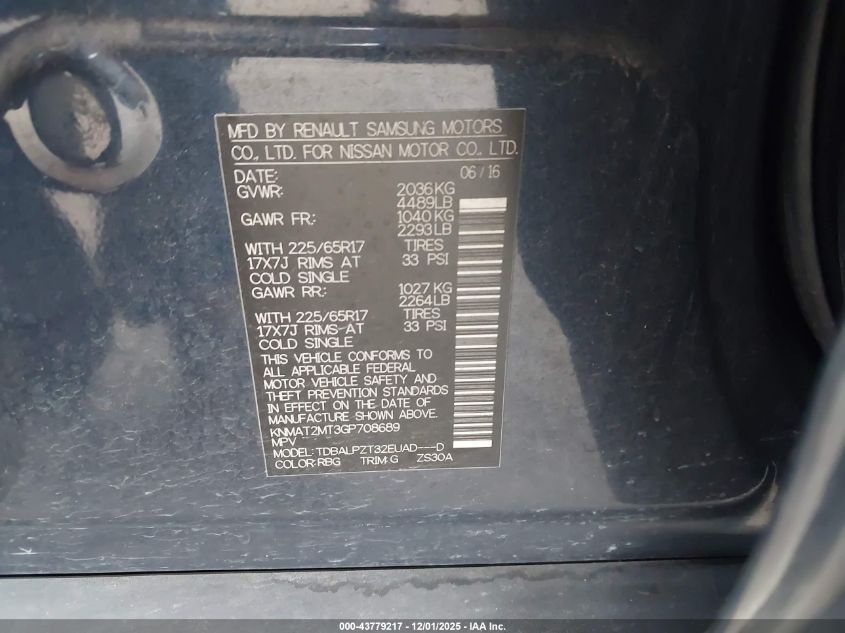 MFD BY RENAULT SAMSUNG MOTORS
CO., LTD. FOR NISSAN MOTOR CO., LTD.
DATE: 06/16
GVWR: 2036KG
4489LB
GAWR FR: 1040KG
2293LB
WITH 225/65R17 TIRES
17X7J RIMS AT 33 PSI
COLD SINGLE
GAWR RR: 1027KG
2264LB
WITH 225/65R17 TIRES
17X7J RIMS-AT 33 PSI
COLD SINGLE
THIS VEHICLE CONFORMS TO
ALL APPLICABLE FEDERAL
MOTOR VEHICLE SAFETY AND
THEFT PREVENTION STANDARDS
IN EFFECT ON THE DATE OF
MANUFACTURE SHOWN ABOVE.
KNMAT2MT3GP708689
MPV
MODEL: TDBALPZT32EUAD---D
COLOR:RBG TRIM:G ZS30A
000-43779217 - 12/01/2025 - IAA Inc.